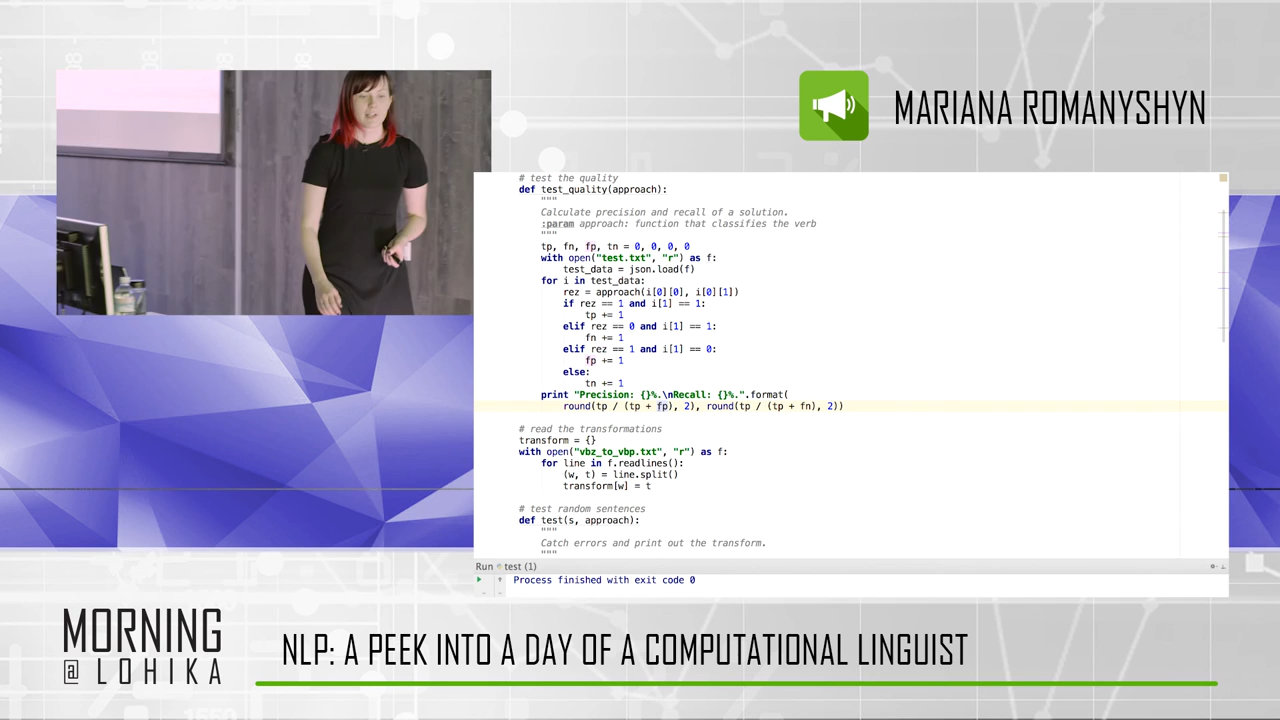 MARIANA ROMANYSHYN
# test the quality
def test_quality(approach):
"""
Calculate precision and recall of a solution.
:param approach: function that classifies the verb
"""
tp, fn, fp, tn = 0, 0, 0, 0
with open("test.txt", "r") as f:
test_data = json.load(f)
for i in test_data:
rez = approach(i[0][0], i[0][1])
if rez == 1 and i[1] == 1:
tp += 1
elif rez == 0 and i[1] == 1:
fn += 1
elif rez == 1 and i[1] == 0:
fp += 1
else:
tn += 1
print "Precision: {}%.\nRecall: {}%.".format(
round(tp / (tp + fp), 2), round(tp / (tp + fn), 2))
# read the transformations
transform = {}
with open("vbz_to_vbp.txt", "r") as f:
for line in f.readlines():
(w, t) = line.split()
transform[w] = t
# test random sentences
def test(s, approach):
"""
Catch errors and print out the transform.
"""
Run test (1)
Process finished with exit code 0
MORNING
@ LOHIKA
NLP: A PEEK INTO A DAY OF A COMPUTATIONAL LINGUIST